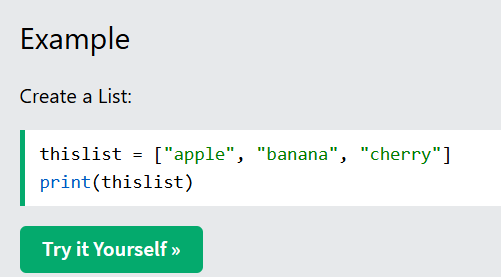 Example
Create a List:
thislist = ["apple", "banana", "cherry"]
print(thislist)
Try it Yourself »